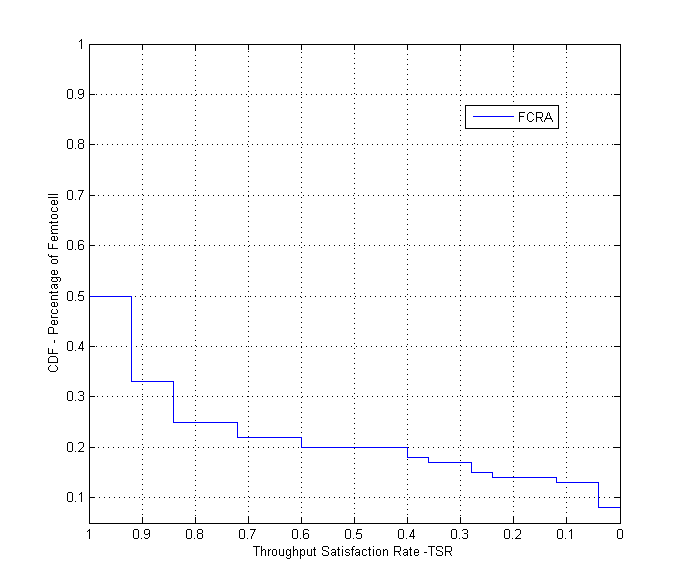 1
0.9
0.8
0.7
0.6
0.5
0.4
0.3
0.2
0.1
CDF - Percentage of Femtocell
FCRA
1 0.9 0.8 0.7 0.6 0.5 0.4 0.3 0.2 0.1 0
Throughput Satisfaction Rate -TSR